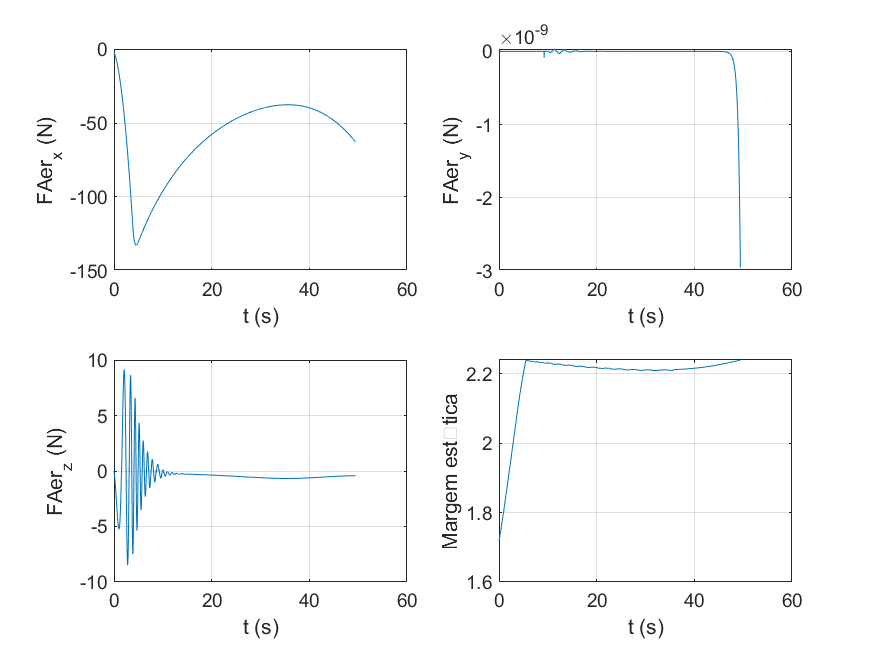 0
-50
-100
-150
0 20 40 60
t (s)
FAer_x (N)
×10^-9
0
-1
-2
-3
0 20 40 60
t (s)
FAer_y (N)
10
5
0
-5
-10
0 20 40 60
t (s)
FAer_z (N)
2.2
2
1.8
1.6
0 20 40 60
t (s)
Margem est□tica